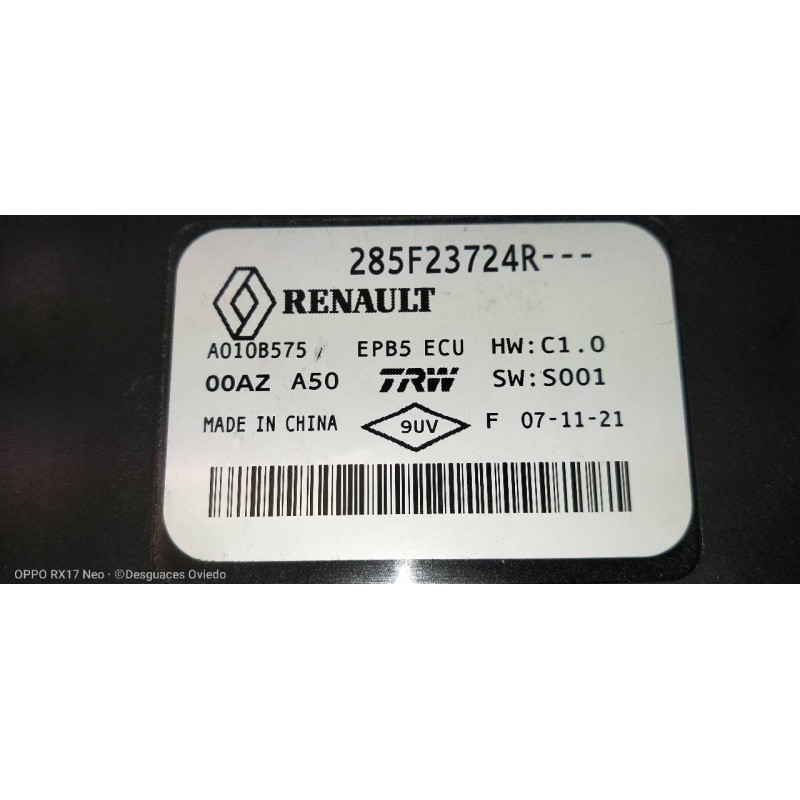 285F23724R---
RENAULT
A010B575 EPB5 ECU HW:C1.0
00AZ A50 TRW SW:S001
MADE IN CHINA 9UV F 07-11-21
OPPO RX17 Neo · ©Desguaces Oviedo